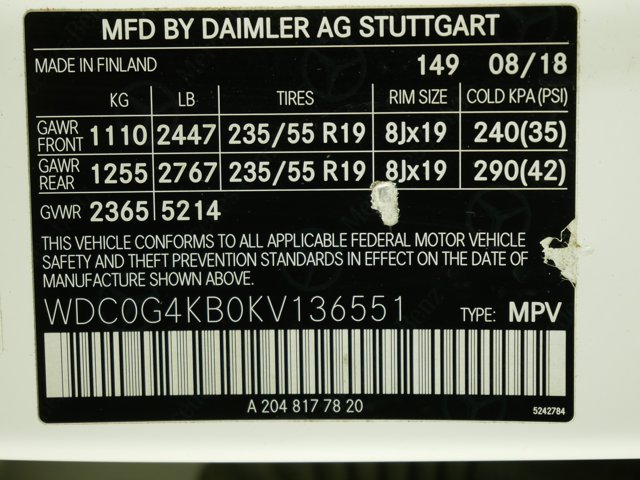 MFD BY DAIMLER AG STUTTGART
MADE IN FINLAND 149 08/18
KG LB TIRES RIM SIZE COLD KPA(PSI)
GAWR FRONT 1110 2447 235/55 R19 8Jx19 240(35)
GAWR REAR 1255 2767 235/55 R19 8Jx19 290(42)
GVWR 2365 5214
THIS VEHICLE CONFORMS TO ALL APPLICABLE FEDERAL MOTOR VEHICLE
SAFETY AND THEFT PREVENTION STANDARDS IN EFFECT ON THE DATE OF
MANUFACTURE SHOWN ABOVE.
WDC0G4KB0KV136551 TYPE: MPV
A 204 817 78 20
5242784